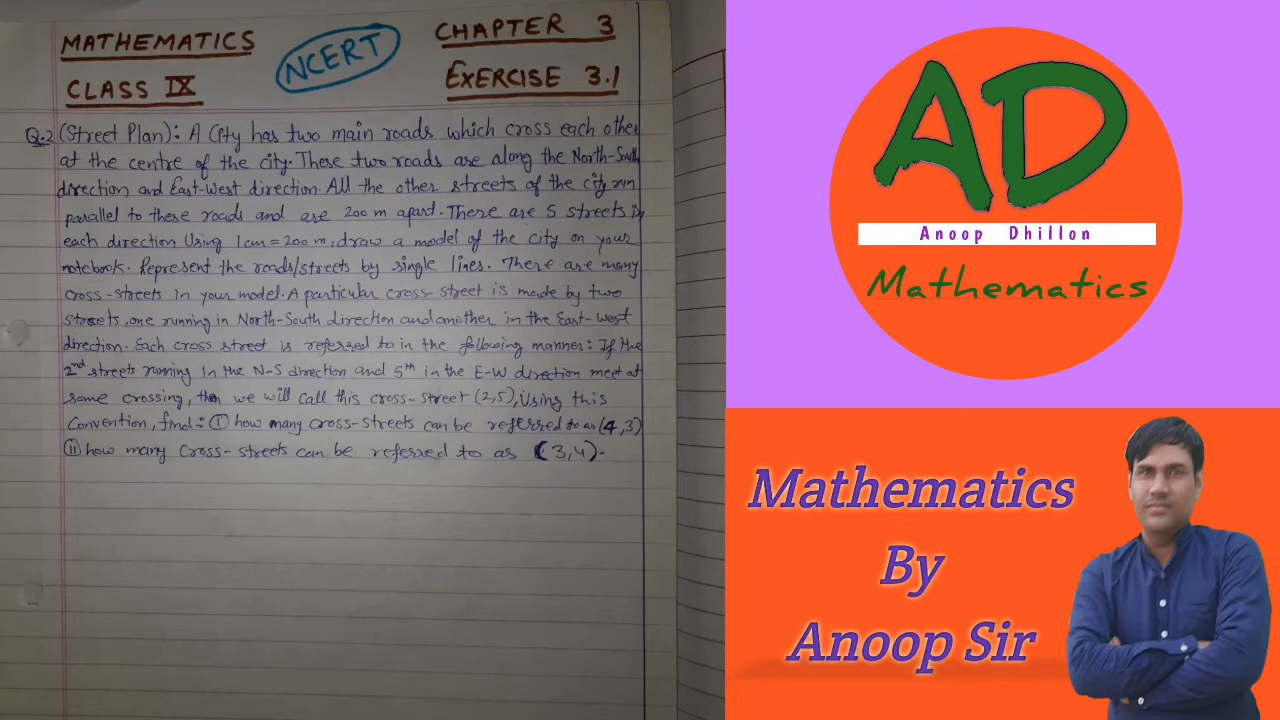 MATHEMATICS
CLASS IX
NCERT
CHAPTER 3
EXERCISE 3.1
Q.2 (Street Plan): A City has two main roads which cross each other
at the centre of the city. These two roads are along the North-South
direction and East-West direction. All the other streets of the city run
parallel to these roads and are 200 m apart. There are 5 streets in
each direction Using 1cm = 200 m, draw a model of the city on your
notebook. Represent the roads/streets by single lines. There are many
cross-streets in your model. A particular cross-street is made by two
streets, one running in North-South direction and another in the East-West
direction. Each cross street is referred to in the following manner: If the
2nd streets running in the N-S direction and 5th in the E-W direction meet at
some crossing, then we will call this cross-street (2,5), Using this
Convention, find:- (i) how many cross-streets can be referred to as (4,3)
(ii) how many cross-streets can be referred to as (3,4)-
AD
Anoop Dhillon
Mathematics
Mathematics
By
Anoop Sir